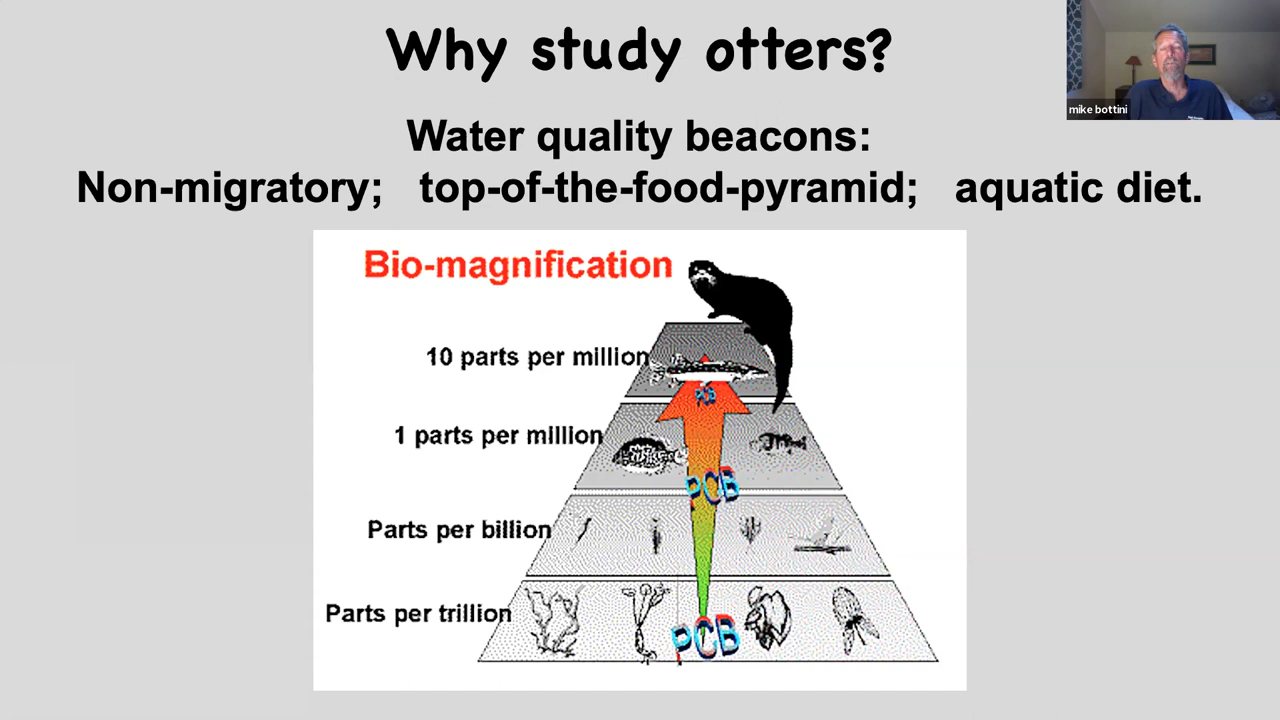 Why study otters?
mike bottini
Water quality beacons:
Non-migratory; top-of-the-food-pyramid; aquatic diet.
Bio-magnification
10 parts per million
PCB
1 parts per million
PCB
Parts per billion
Parts per trillion
PCB